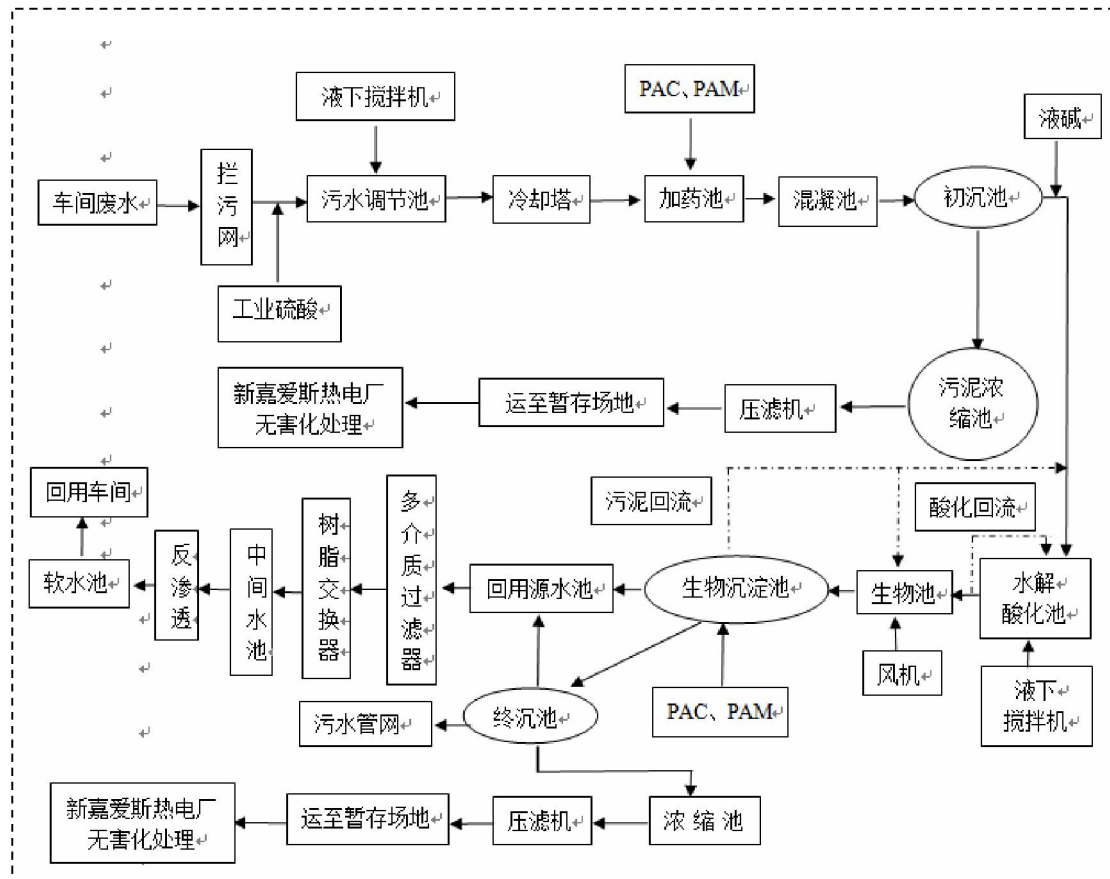 液下搅拌机
PAC、PAM
液碱
车间废水
拦
污
网
污水调节池
冷却塔
加药池
混凝池
初沉池
工业硫酸
新嘉爱斯热电厂
无害化处理
运至暂存场地
压滤机
污泥浓
缩池
回用车间
污泥回流
酸化回流
软水池
反
渗
透
中
间
水
池
树
脂
交
换
器
多
介
质
过
滤
器
回用源水池
生物沉淀池
生物池
水解
酸化池
风机
液下
搅拌机
污水管网
终沉池
PAC、PAM
新嘉爱斯热电厂
无害化处理
运至暂存场地
压滤机
浓缩池